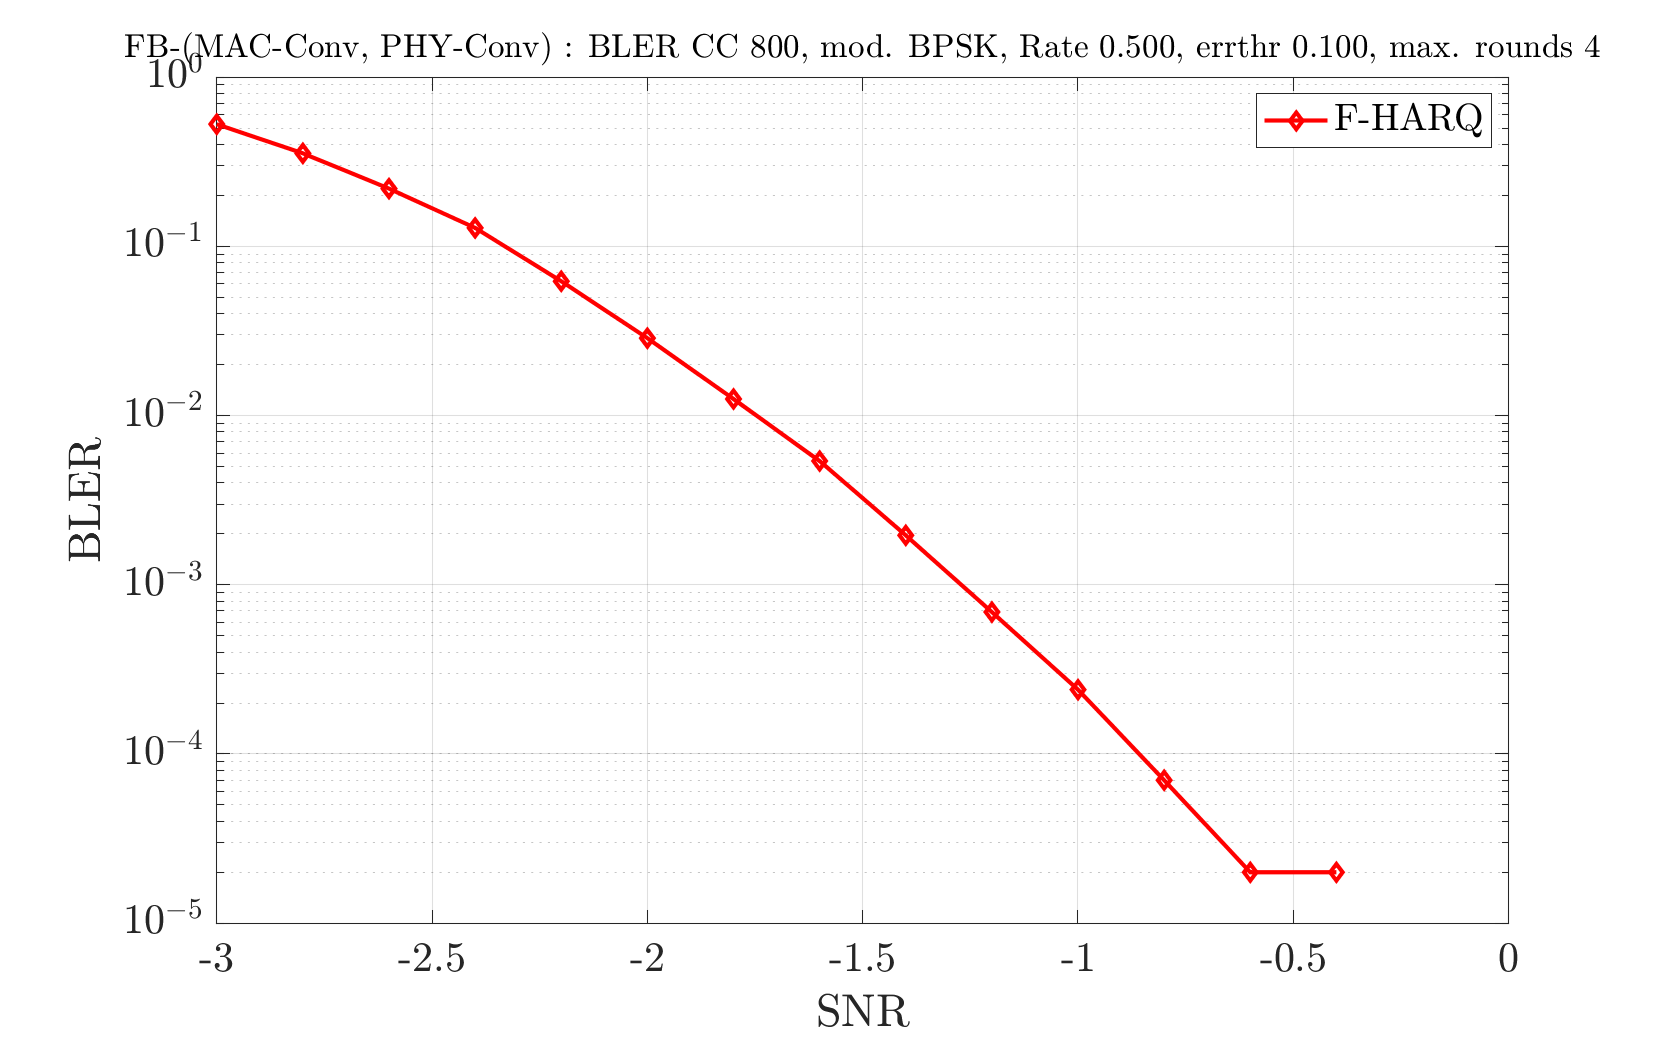 FB-(MAC-Conv, PHY-Conv) : BLER CC 800, mod. BPSK, Rate 0.500, errthr 0.100, max. rounds 4
F-HARQ
10^0
10^-1
10^-2
10^-3
10^-4
10^-5
BLER
-3 -2.5 -2 -1.5 -1 -0.5 0
SNR